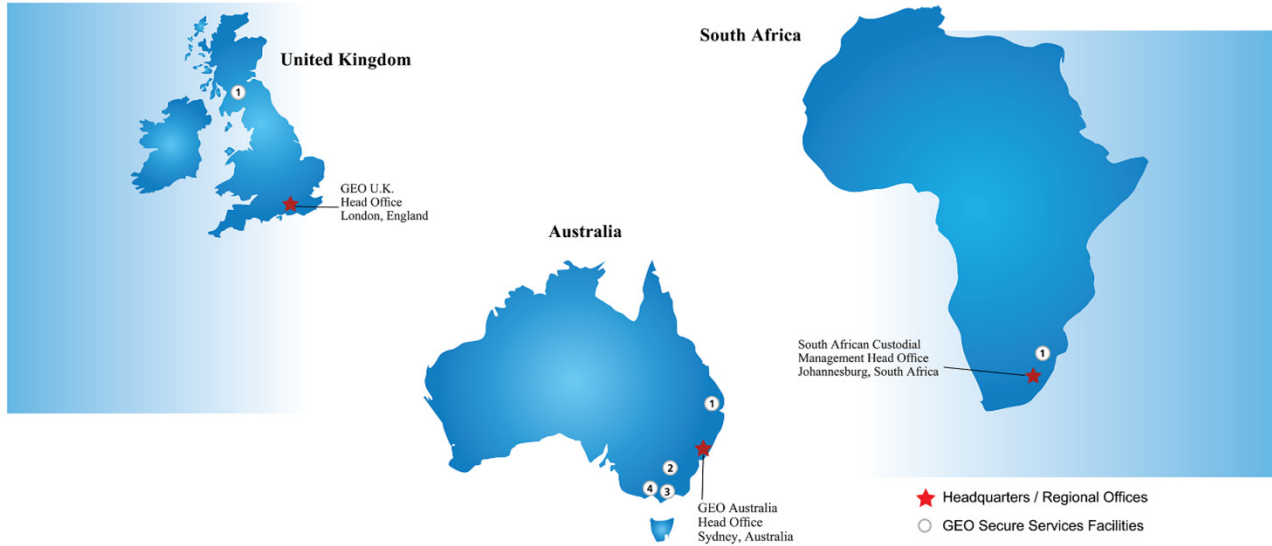 United Kingdom
1
GEO U.K.
Head Office
London, England
South Africa
South African Custodial
Management Head Office
Johannesburg, South Africa
1
Australia
1
2
4
3
GEO Australia
Head Office
Sydney, Australia
Headquarters / Regional Offices
GEO Secure Services Facilities